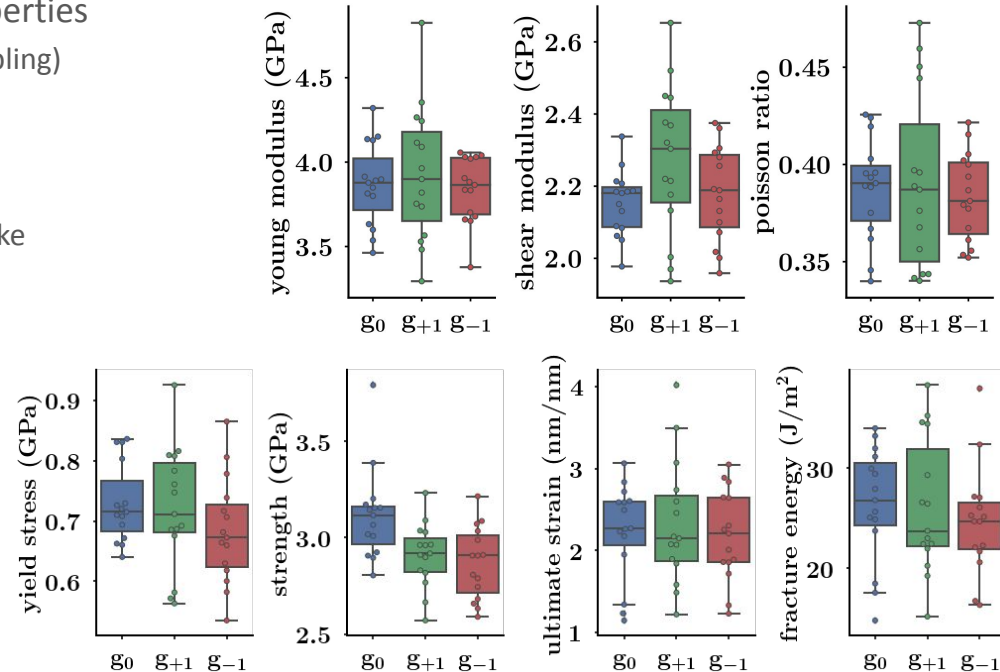 perties
pling)
ke
young modulus (GPa)
4.5
4.0
3.5
g₀ g₊₁ g₋₁
shear modulus (GPa)
2.6
2.4
2.2
2.0
g₀ g₊₁ g₋₁
poisson ratio
0.45
0.40
0.35
g₀ g₊₁ g₋₁
yield stress (GPa)
0.9
0.8
0.7
0.6
g₀ g₊₁ g₋₁
strength (GPa)
3.5
3.0
2.5
g₀ g₊₁ g₋₁
ultimate strain (nm/nm)
4
3
2
1
g₀ g₊₁ g₋₁
fracture energy (J/m²)
30
20
g₀ g₊₁ g₋₁